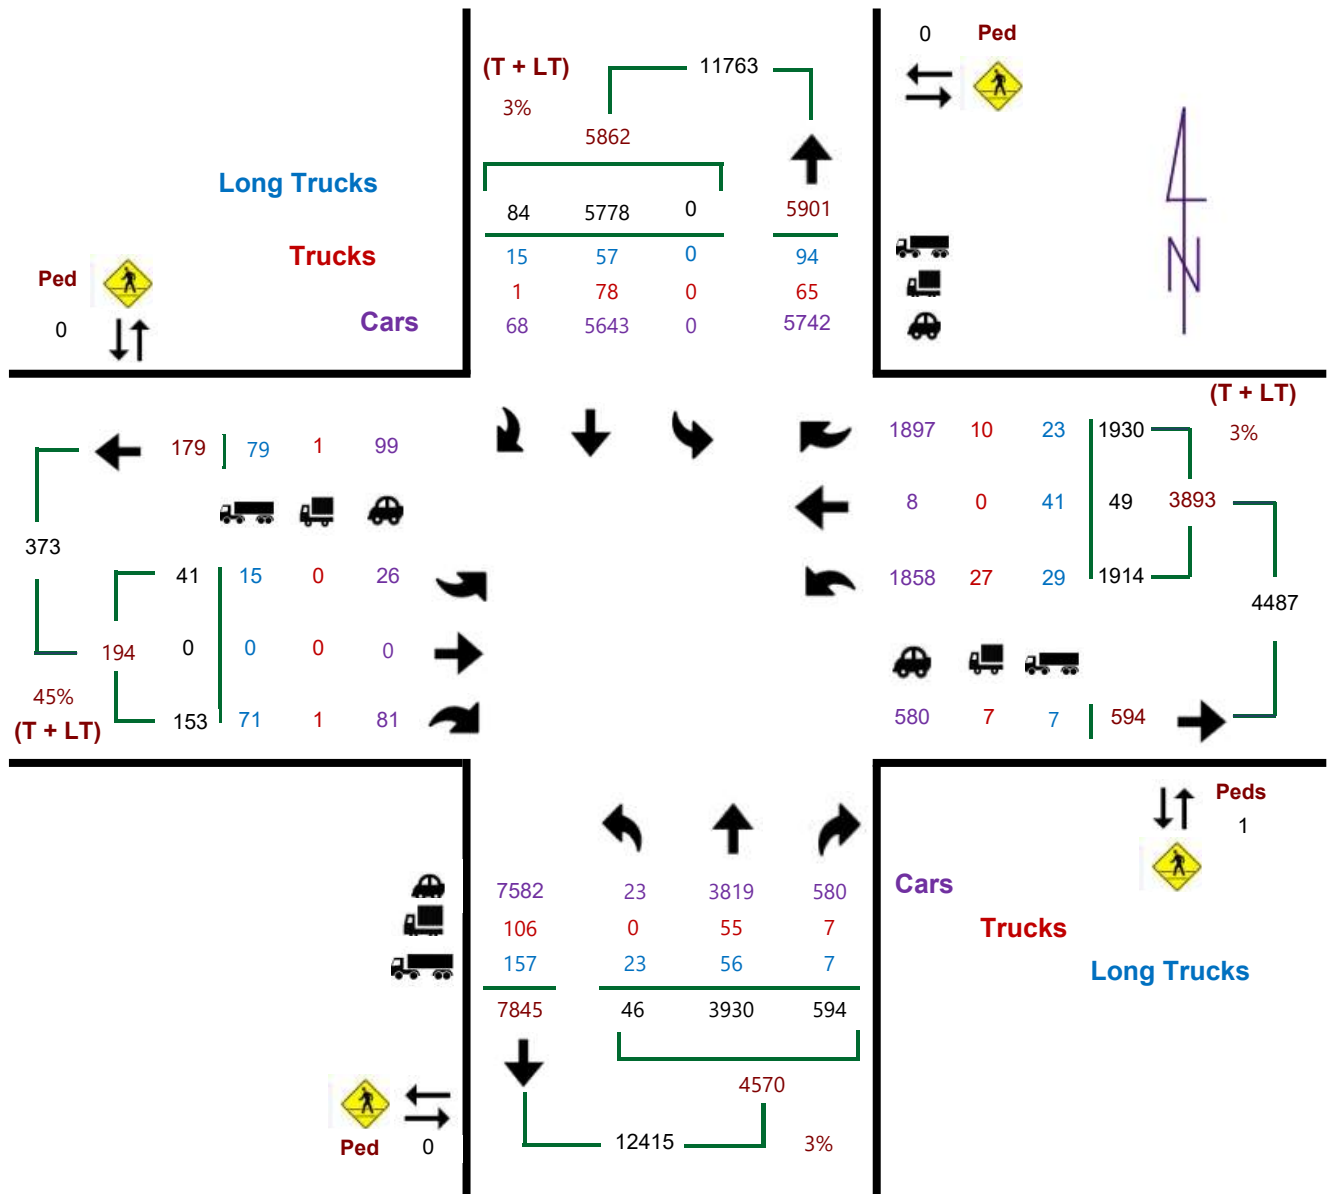 0 Ped
(T + LT) 11763
3%
5862
Long Trucks
84 5778 0 5901
Trucks 15 57 0 94
Ped 1 78 0 65
0 Cars 68 5643 0 5742
N
(T + LT)
179 79 1 99 1897 10 23 1930 3%
8 0 41 49 3893
373
41 15 0 26 1858 27 29 1914
4487
194 0 0 0 0
45%
(T + LT) 153 71 1 81 580 7 7 594
Peds
1
7582 23 3819 580 Cars
106 0 55 7 Trucks
157 23 56 7 Long Trucks
7845 46 3930 594
4570
Ped 0 12415 3%